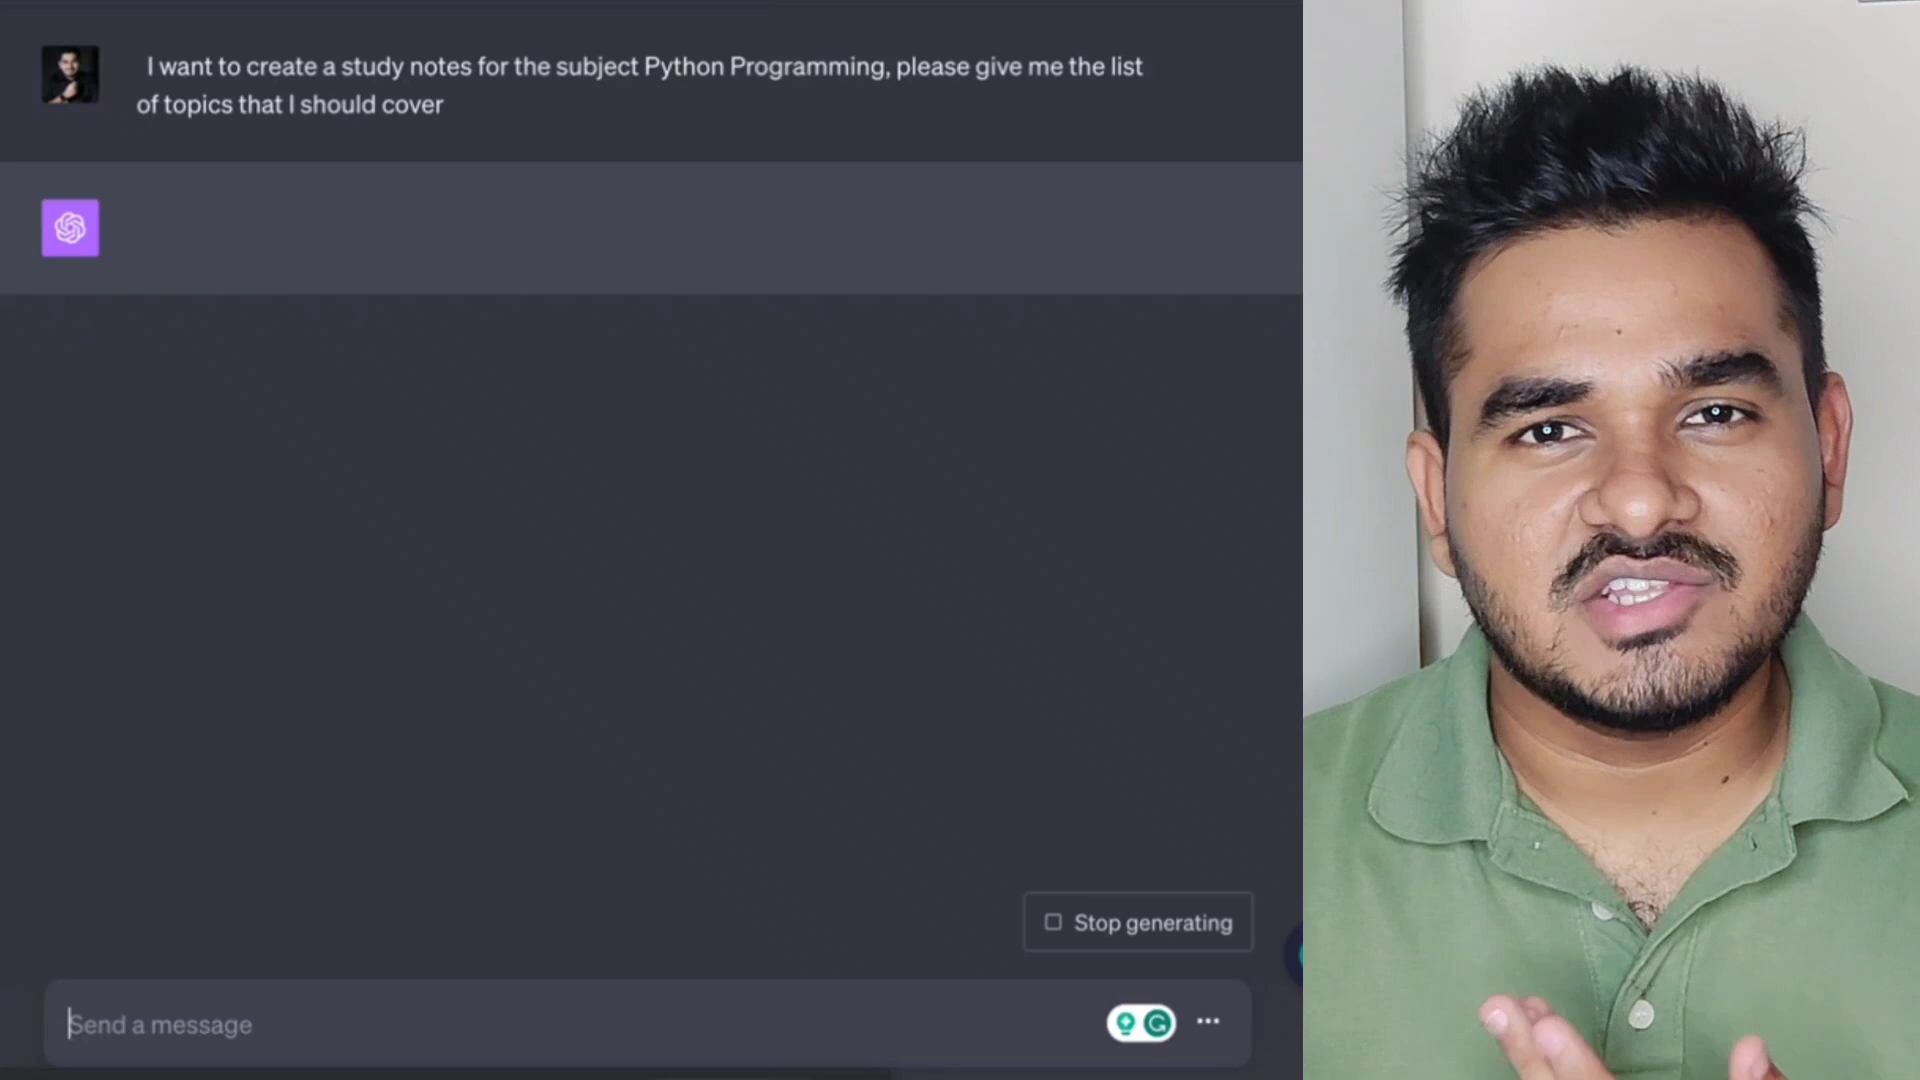 I want to create a study notes for the subject Python Programming, please give me the list
of topics that I should cover
Stop generating
Send a message